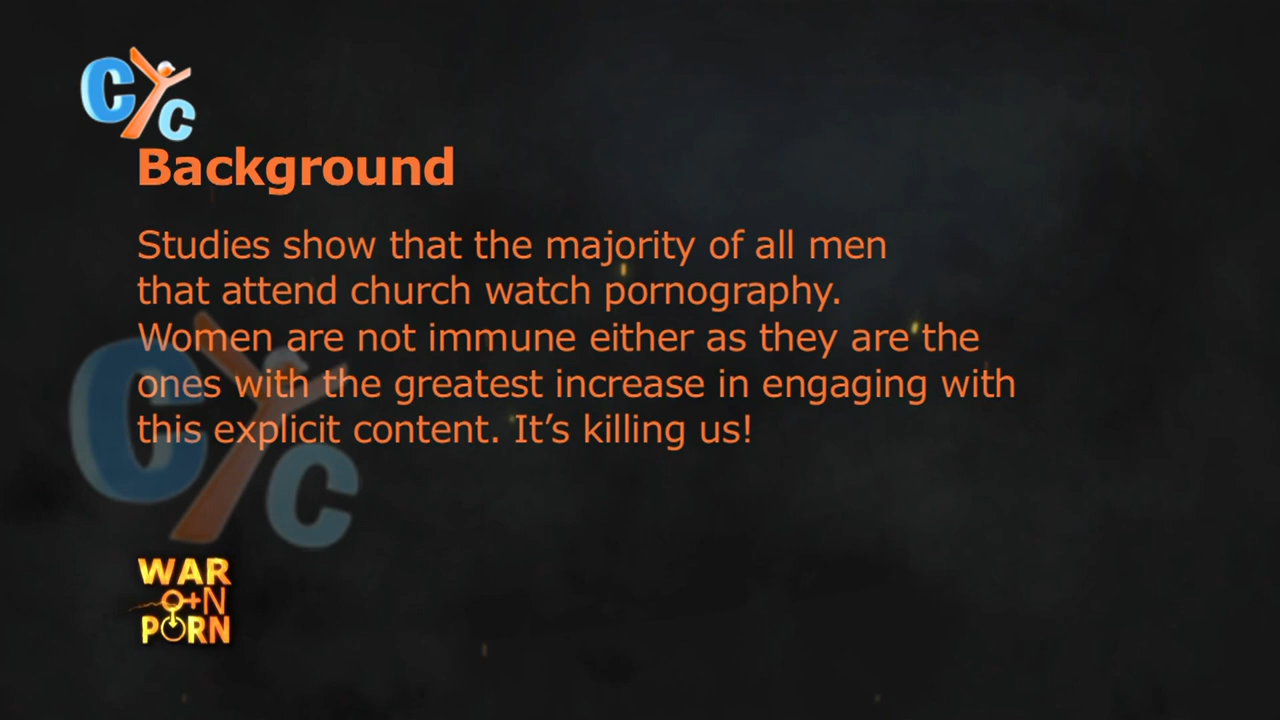 CYC
Background
Studies show that the majority of all men
that attend church watch pornography.
Women are not immune either as they are the
ones with the greatest increase in engaging with
this explicit content. It’s killing us!
CYC
WAR
ON
PORN